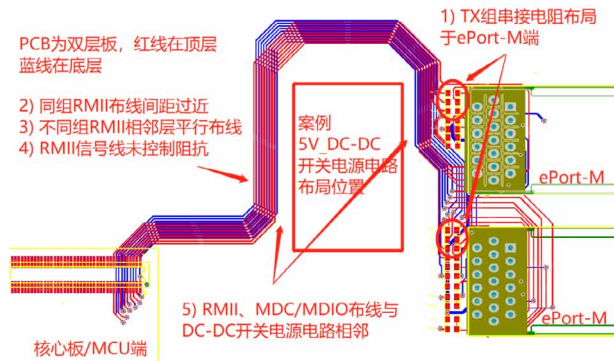 PCB为双层板，红线在顶层
蓝线在底层
2) 同组RMII布线间距过近
3) 不同组RMII相邻层平行布线
4) RMII信号线未控制阻抗
1) TX组串接电阻布局
于ePort-M端
案例
5V_DC-DC
开关电源电路
布局位置
ePort-M
5) RMII、MDC/MDIO布线与
DC-DC开关电源电路相邻
ePort-M
核心板/MCU端